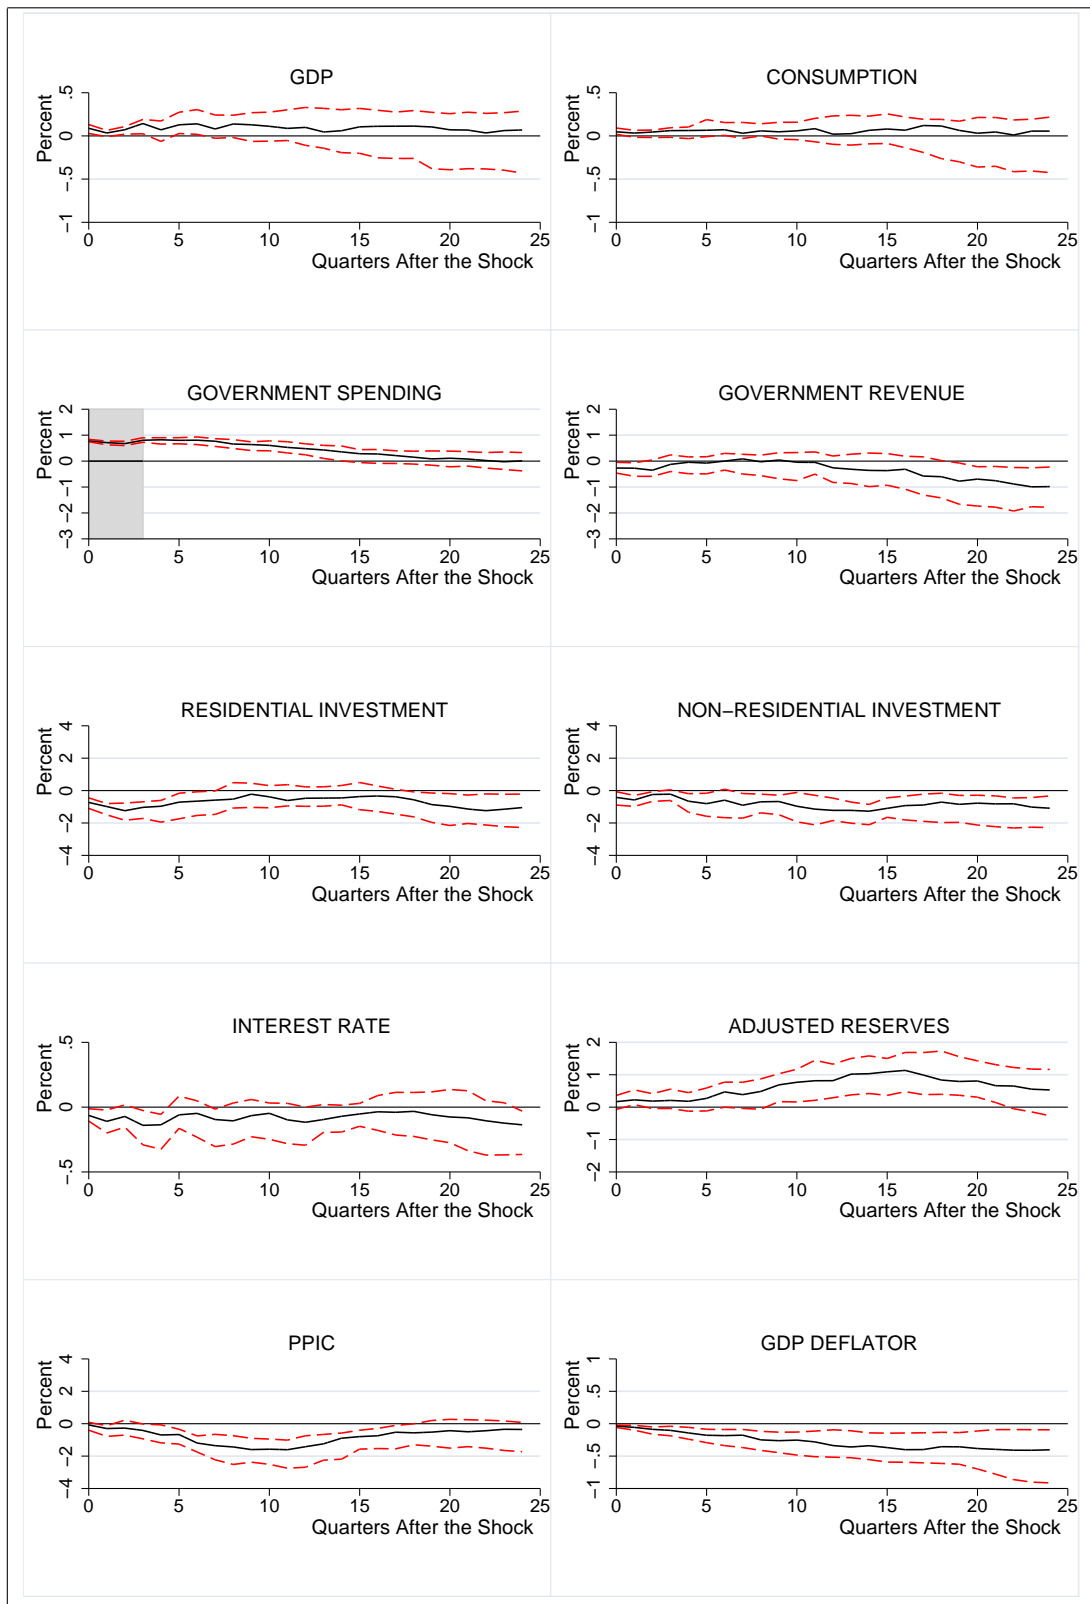 GDP
Percent
.5
0
-.5
-1
0 5 10 15 20 25
Quarters After the Shock
CONSUMPTION
Percent
.5
0
-.5
-1
0 5 10 15 20 25
Quarters After the Shock
GOVERNMENT SPENDING
Percent
2
1
0
-1
-2
-3
0 5 10 15 20 25
Quarters After the Shock
GOVERNMENT REVENUE
Percent
2
1
0
-1
-2
-3
0 5 10 15 20 25
Quarters After the Shock
RESIDENTIAL INVESTMENT
Percent
4
2
0
-2
-4
0 5 10 15 20 25
Quarters After the Shock
NON-RESIDENTIAL INVESTMENT
Percent
4
2
0
-2
-4
0 5 10 15 20 25
Quarters After the Shock
INTEREST RATE
Percent
.5
0
-.5
0 5 10 15 20 25
Quarters After the Shock
ADJUSTED RESERVES
Percent
2
1
0
-1
-2
0 5 10 15 20 25
Quarters After the Shock
PPIC
Percent
4
2
0
-2
-4
0 5 10 15 20 25
Quarters After the Shock
GDP DEFLATOR
Percent
1
.5
0
-.5
-1
0 5 10 15 20 25
Quarters After the Shock